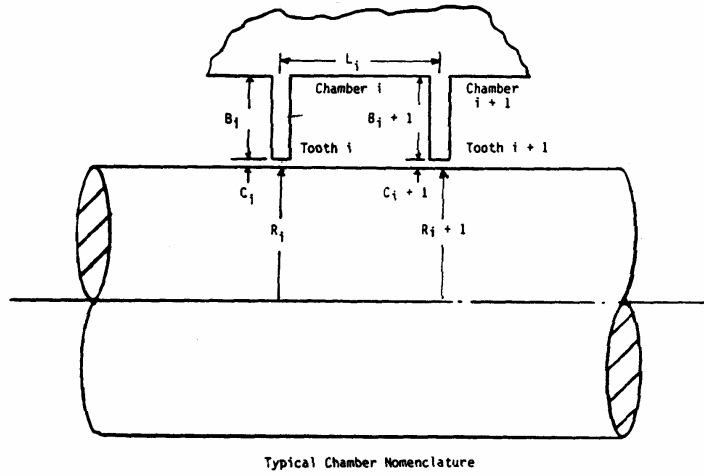 L_i
Chamber i
Chamber
i + 1
B_i
B_i + 1
Tooth i
Tooth i + 1
C_i
C_i + 1
R_i
R_i + 1
Typical Chamber Nomenclature